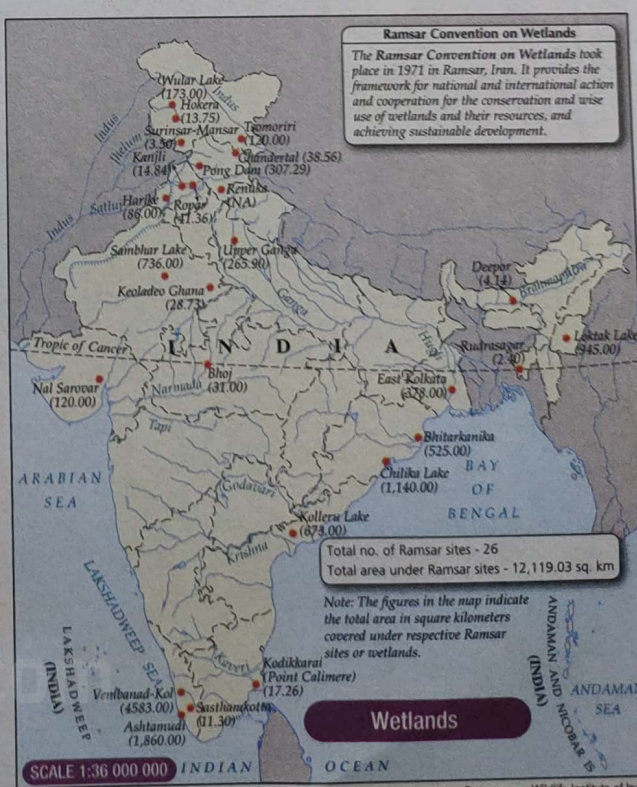 Ramsar Convention on Wetlands
The Ramsar Convention on Wetlands took
place in 1971 in Ramsar, Iran. It provides the
framework for national and international action
and cooperation for the conservation and wise
use of wetlands and their resources, and
achieving sustainable development.
Wular Lake
(173.00)
Hokera
(13.75)
Indus
Indus
Jhelum
Surinsar-Mansar
(3.50)
Tsomoriri
(120.00)
Kanjli
(14.84)
Chandertal (38.56)
Pong Dam (307.29)
Renuka
(NA)
Satluj
Harike
(86.00)
Ropar
(41.36)
Indus
Sambhar Lake
(736.00)
Upper Ganga
(265.90)
Keoladeo Ghana
(28.73)
Ganga
Deepor
(4.14)
Brahmaputra
Tropic of Cancer
INDIA
Hugli
Rudrasagar
(2.40)
Loktak Lake
(945.00)
Nal Sarovar
(120.00)
Bhoj
(31.00)
Narmada
East Kolkata
(378.00)
Tapi
Bhitarkanika
(525.00)
Chilika Lake
(1,140.00)
ARABIAN
SEA
BAY
OF
BENGAL
Godavari
Kolleru Lake
(673.00)
Krishna
Total no. of Ramsar sites - 26
Total area under Ramsar sites - 12,119.03 sq. km
Note: The figures in the map indicate
the total area in square kilometers
covered under respective Ramsar
sites or wetlands.
LAKSHADWEEP SEA
LAKSHADWEEP
(INDIA)
ANDAMAN AND NICOBAR IS
(INDIA)
ANDAMAN
SEA
Kaveri
Kodikkarai
(Point Calimere)
(17.26)
Vembanad-Kol
(4583.00)
Sasthamkotta
(11.30)
Ashtamudi
(1,860.00)
Wetlands
SCALE 1:36 000 000
INDIAN OCEAN